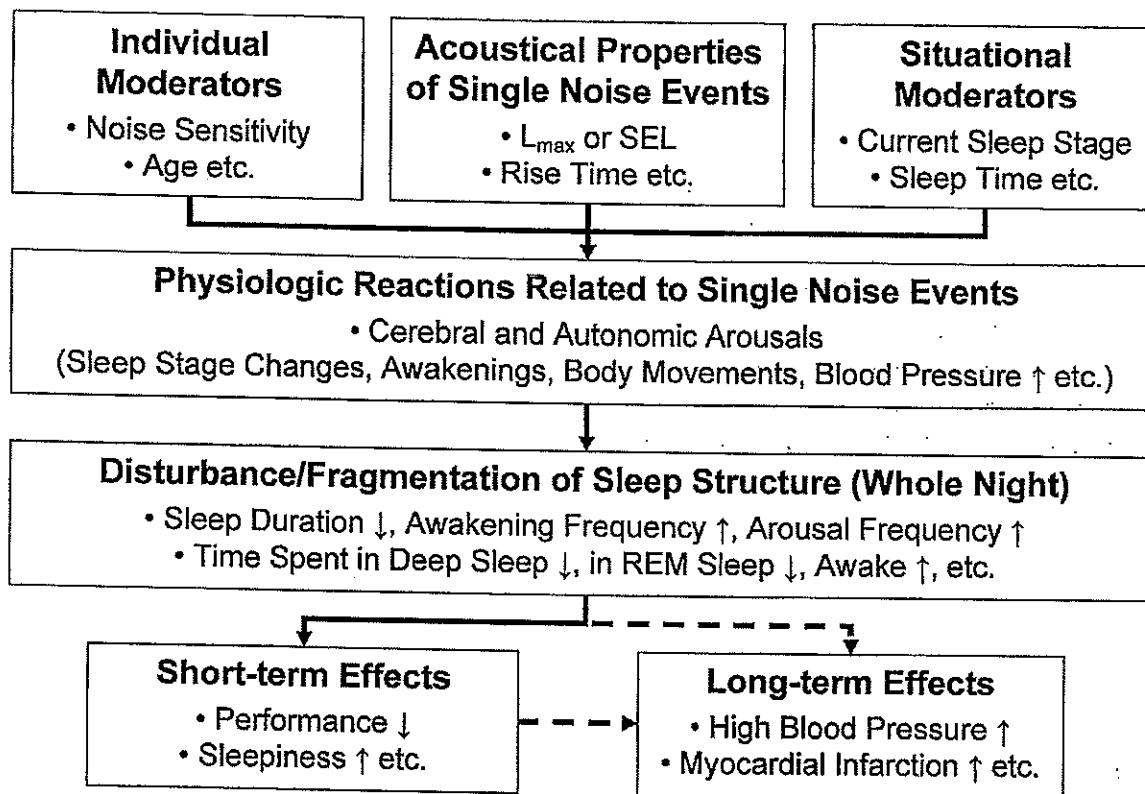 Individual
Moderators
• Noise Sensitivity
• Age etc.
Acoustical Properties
of Single Noise Events
• Lmax or SEL
• Rise Time etc.
Situational
Moderators
• Current Sleep Stage
• Sleep Time etc.
Physiologic Reactions Related to Single Noise Events
• Cerebral and Autonomic Arousals
(Sleep Stage Changes, Awakenings, Body Movements, Blood Pressure ↑ etc.)
Disturbance/Fragmentation of Sleep Structure (Whole Night)
• Sleep Duration ↓, Awakening Frequency ↑, Arousal Frequency ↑
• Time Spent in Deep Sleep ↓, in REM Sleep ↓, Awake ↑, etc.
Short-term Effects
• Performance ↓
• Sleepiness ↑ etc.
Long-term Effects
• High Blood Pressure ↑
• Myocardial Infarction ↑ etc.